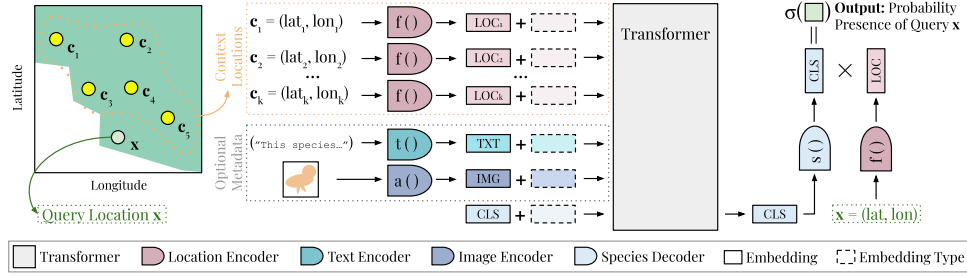 Latitude
Longitude
c₁
c₂
c₃
c₄
c₅
x
Query Location x
Context
Locations
c₁ = (lat₁, lon₁)
f ( )
LOC₁
+
c₂ = (lat₂, lon₂)
f ( )
LOC₂
+
...
...
cₖ = (latₖ, lonₖ)
f ( )
LOCₖ
+
Optional
Metadata
("This species…")
t ( )
TXT
+
a ( )
IMG
+
CLS
+
Transformer
CLS
σ( )
Output: Probability
Presence of Query x
=
CLS
×
LOC
s ( )
f ( )
x = (lat, lon)
Transformer
Location Encoder
Text Encoder
Image Encoder
Species Decoder
Embedding
Embedding Type